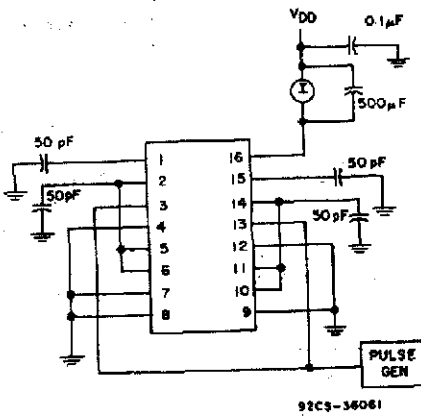 VDD
0.1µF
I
500µF
50 pF
1
16
2
15
50 pF
50pF
3
14
4
13
50 pF
5
12
6
11
7
10
8
9
PULSE
GEN
92CS-36061